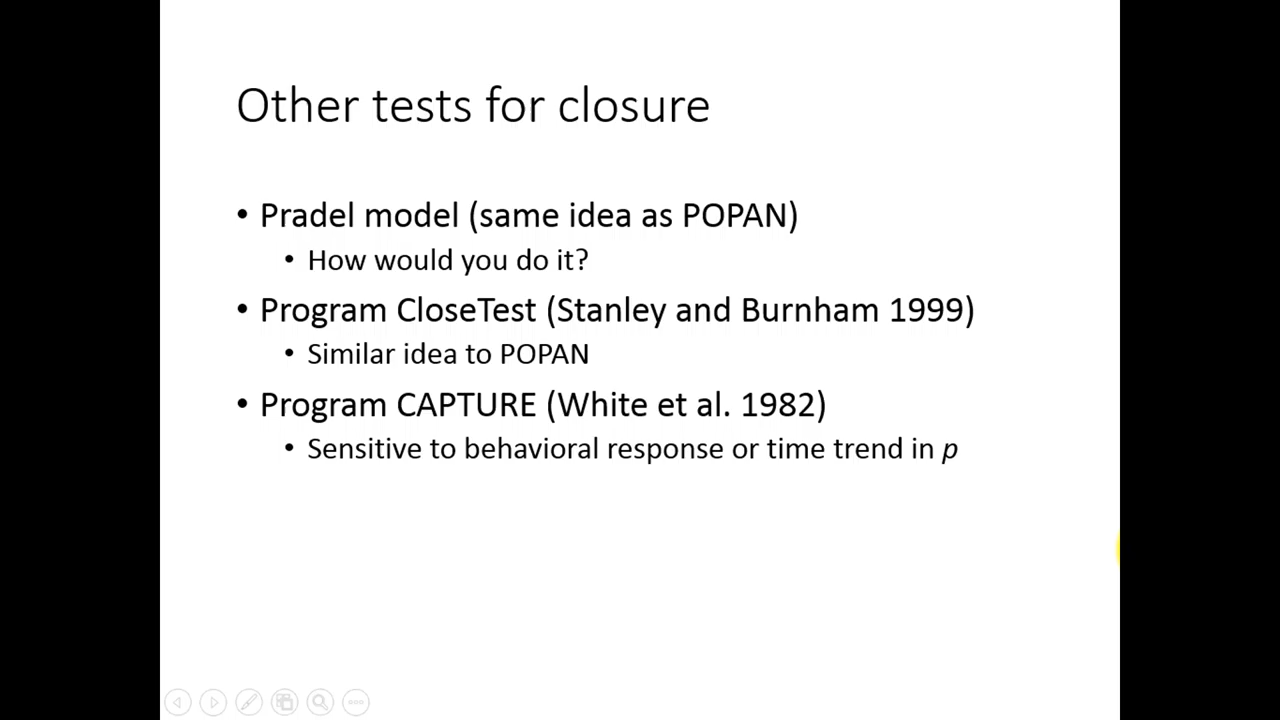 Other tests for closure
• Pradel model (same idea as POPAN)
• How would you do it?
• Program CloseTest (Stanley and Burnham 1999)
• Similar idea to POPAN
• Program CAPTURE (White et al. 1982)
• Sensitive to behavioral response or time trend in p